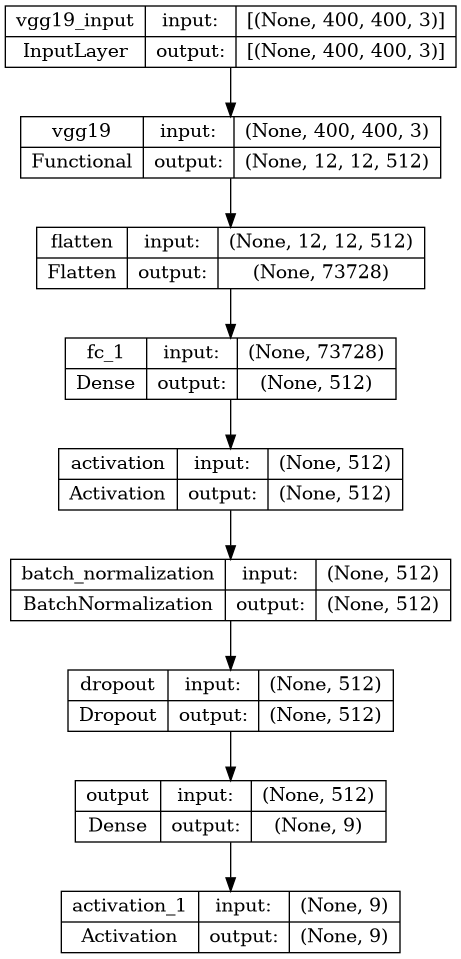 vgg19_input input: [(None, 400, 400, 3)]
InputLayer output: [(None, 400, 400, 3)]
vgg19 input: (None, 400, 400, 3)
Functional output: (None, 12, 12, 512)
flatten input: (None, 12, 12, 512)
Flatten output: (None, 73728)
fc_1 input: (None, 73728)
Dense output: (None, 512)
activation input: (None, 512)
Activation output: (None, 512)
batch_normalization input: (None, 512)
BatchNormalization output: (None, 512)
dropout input: (None, 512)
Dropout output: (None, 512)
output input: (None, 512)
Dense output: (None, 9)
activation_1 input: (None, 9)
Activation output: (None, 9)